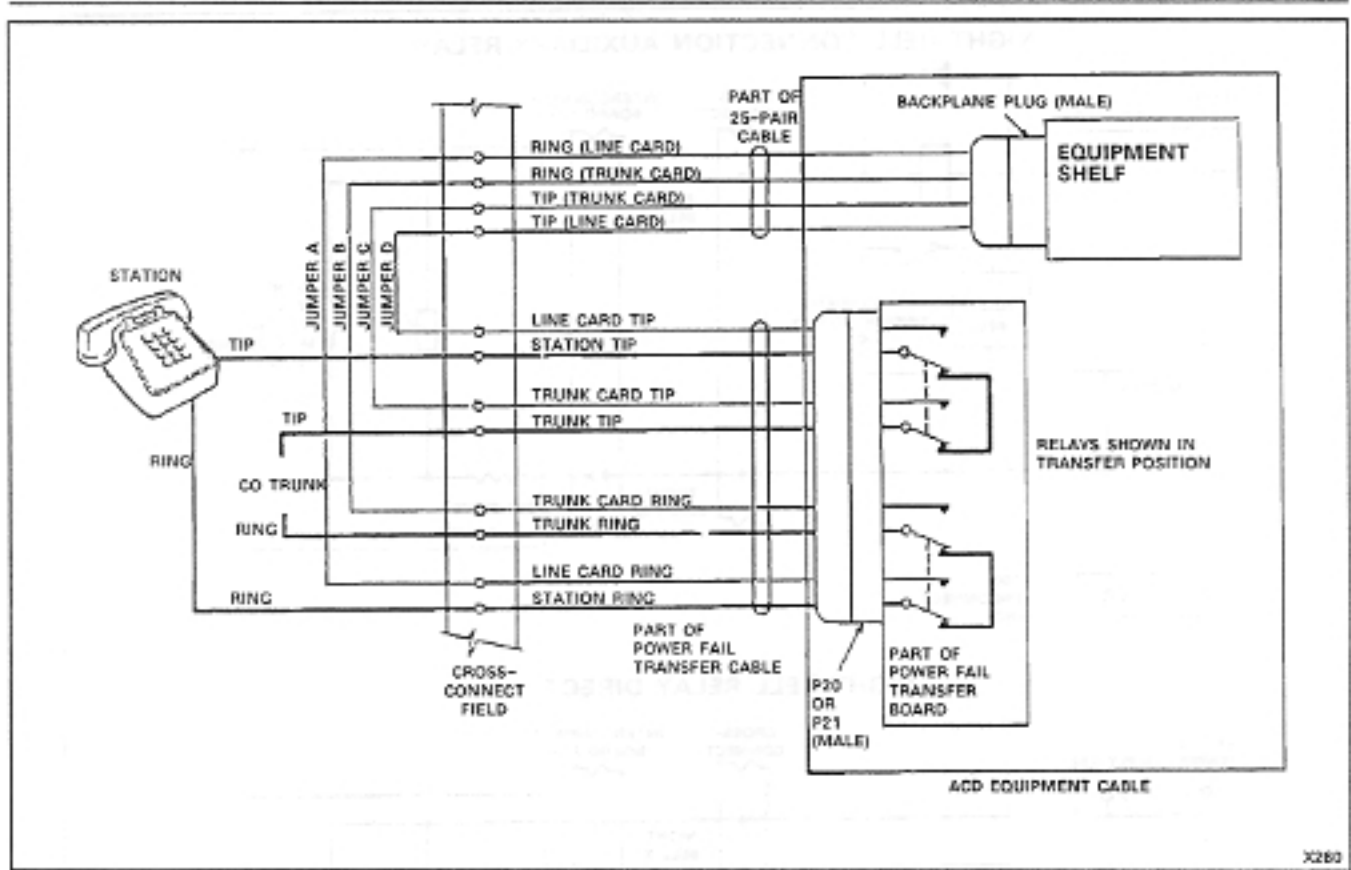 PART OF
25-PAIR
CABLE
BACKPLANE PLUG (MALE)
EQUIPMENT
SHELF
RING (LINE CARD)
RING (TRUNK CARD)
TIP (TRUNK CARD)
TIP (LINE CARD)
JUMPER A
JUMPER B
JUMPER C
JUMPER D
STATION
TIP
LINE CARD TIP
STATION TIP
TRUNK CARD TIP
TIP
TRUNK TIP
RELAYS SHOWN IN
TRANSFER POSITION
RING
CO TRUNK
TRUNK CARD RING
RING
TRUNK RING
LINE CARD RING
RING
STATION RING
PART OF
POWER FAIL
TRANSFER CABLE
CROSS-
CONNECT
FIELD
P20
OR
P21
(MALE)
PART OF
POWER FAIL
TRANSFER
BOARD
ACD EQUIPMENT CABLE
X280